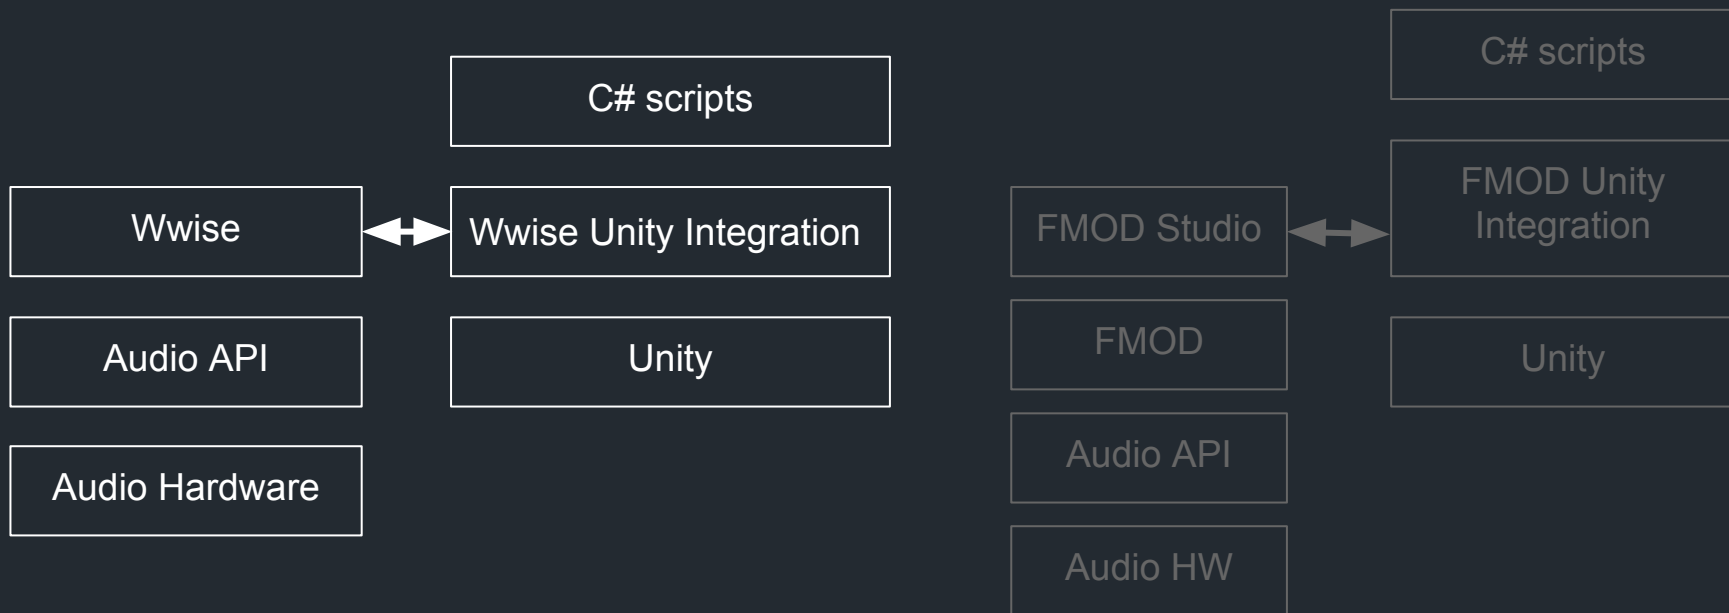 C# scripts
Wwise
Wwise Unity Integration
Audio API
Unity
Audio Hardware
C# scripts
FMOD Studio
FMOD Unity
Integration
FMOD
Unity
Audio API
Audio HW